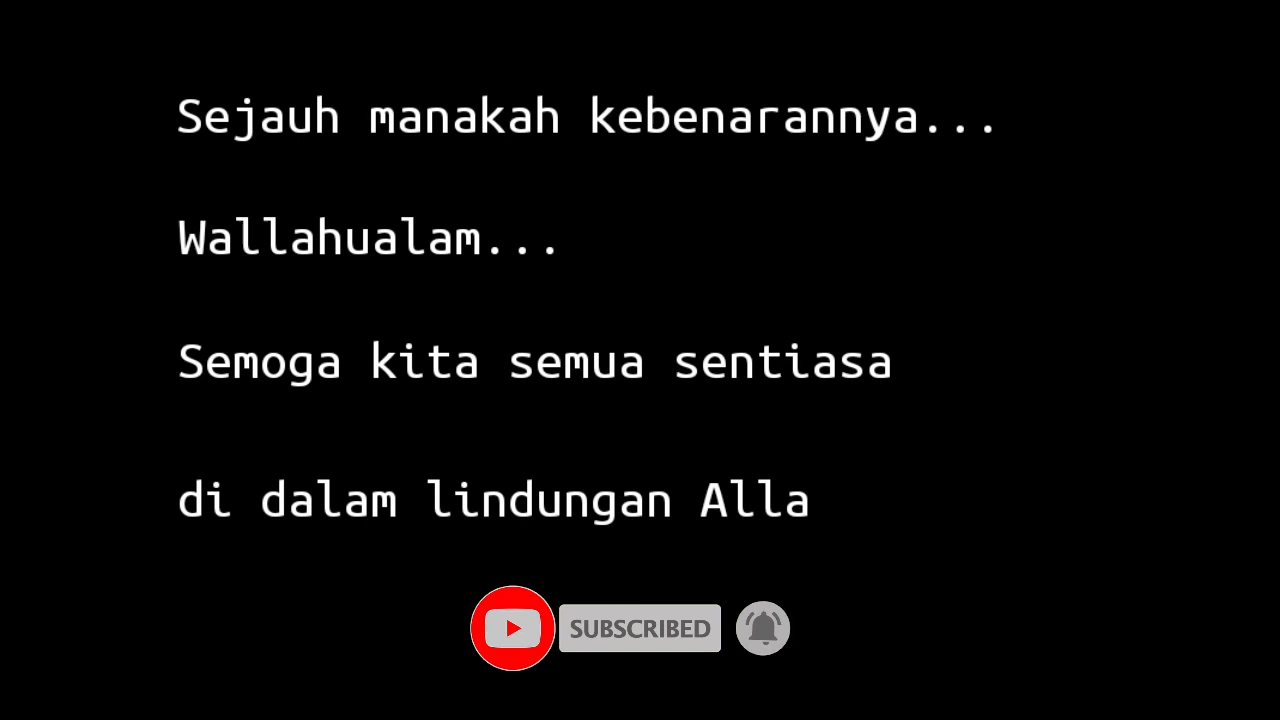 Sejauh manakah kebenarannya...
Wallahualam...
Semoga kita semua sentiasa
di dalam lindungan Alla
SUBSCRIBED